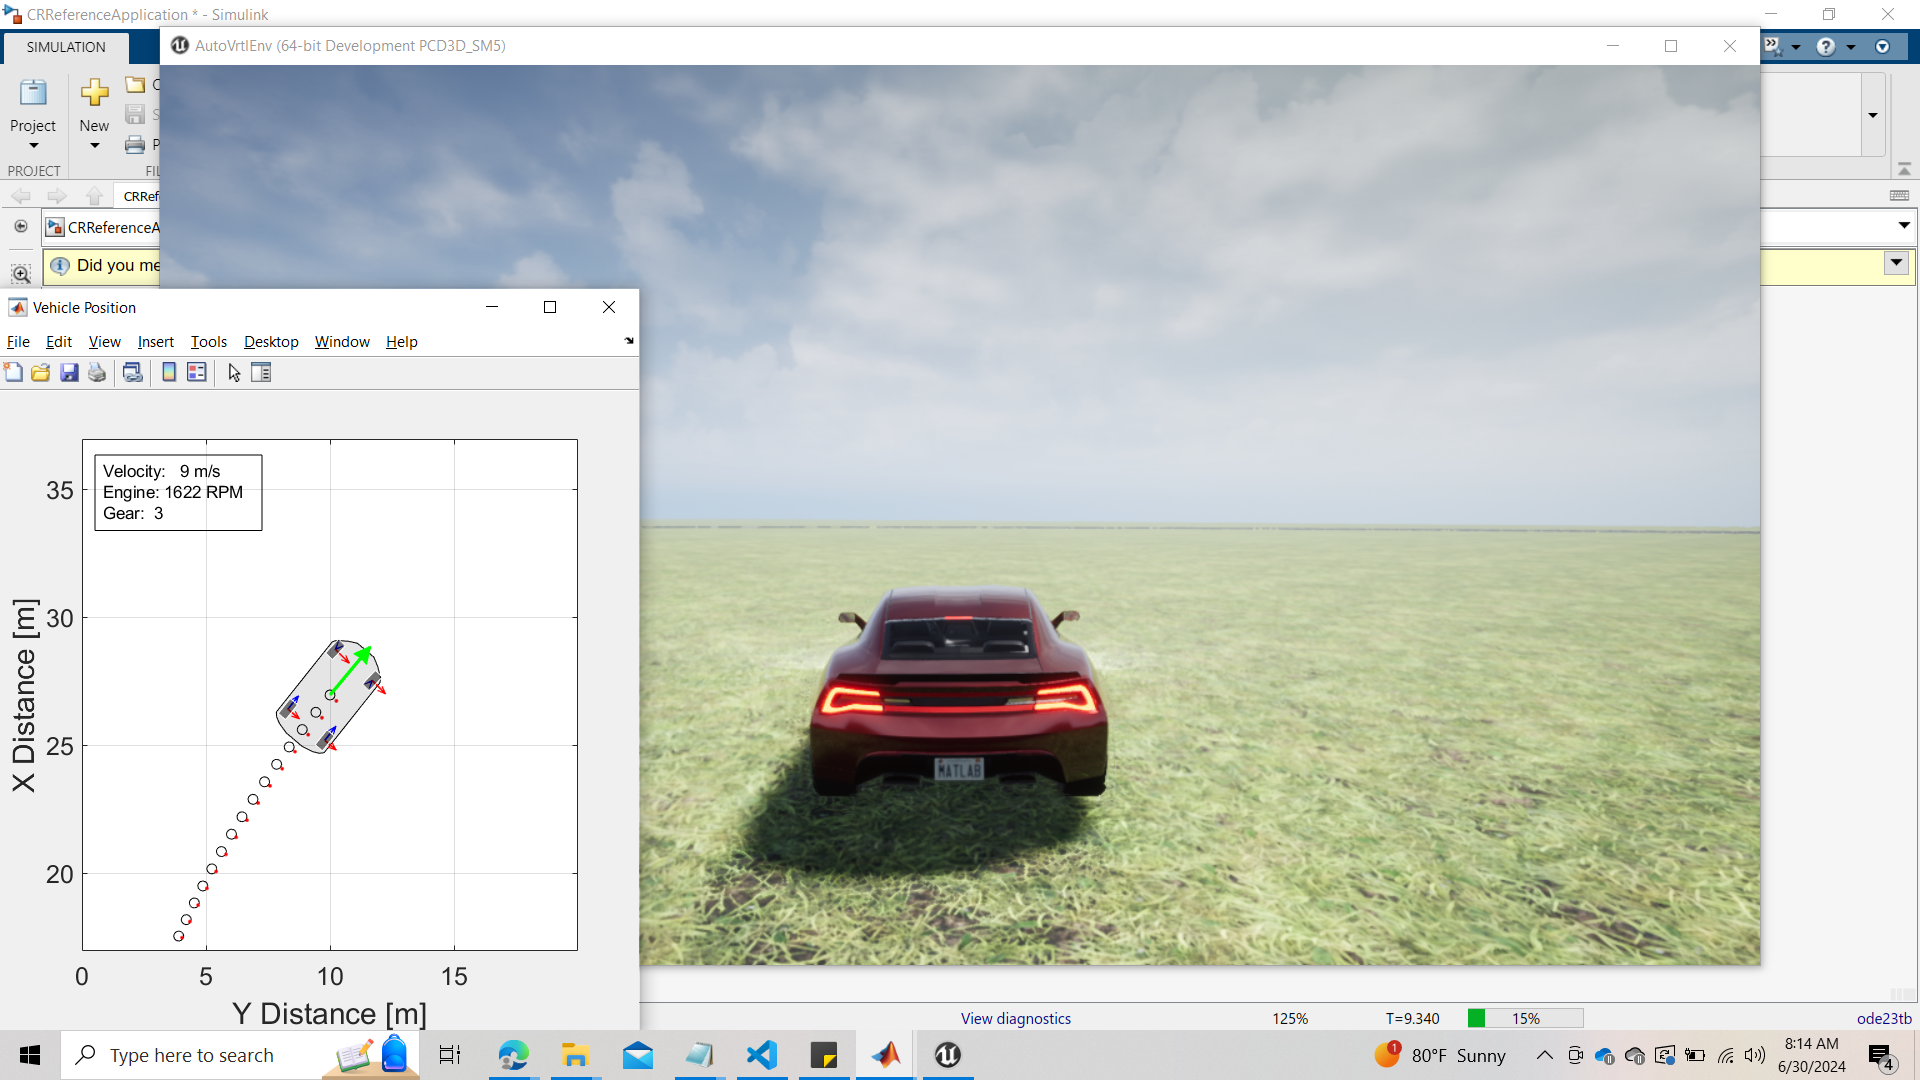 CRReferenceApplication * - Simulink
AutoVrtlEnv (64-bit Development PCD3D_SM5)
SIMULATION
Project
New
PROJECT
CRReferenceA
Did you me
Vehicle Position
File Edit View Insert Tools Desktop Window Help
Velocity: 9 m/s
Engine: 1622 RPM
Gear: 3
35
30
25
20
X Distance [m]
0 5 10 15
Y Distance [m]
MATLAB
View diagnostics 125% T=9.340 15% ode23tb
Type here to search
80°F Sunny
8:14 AM
6/30/2024
4
1